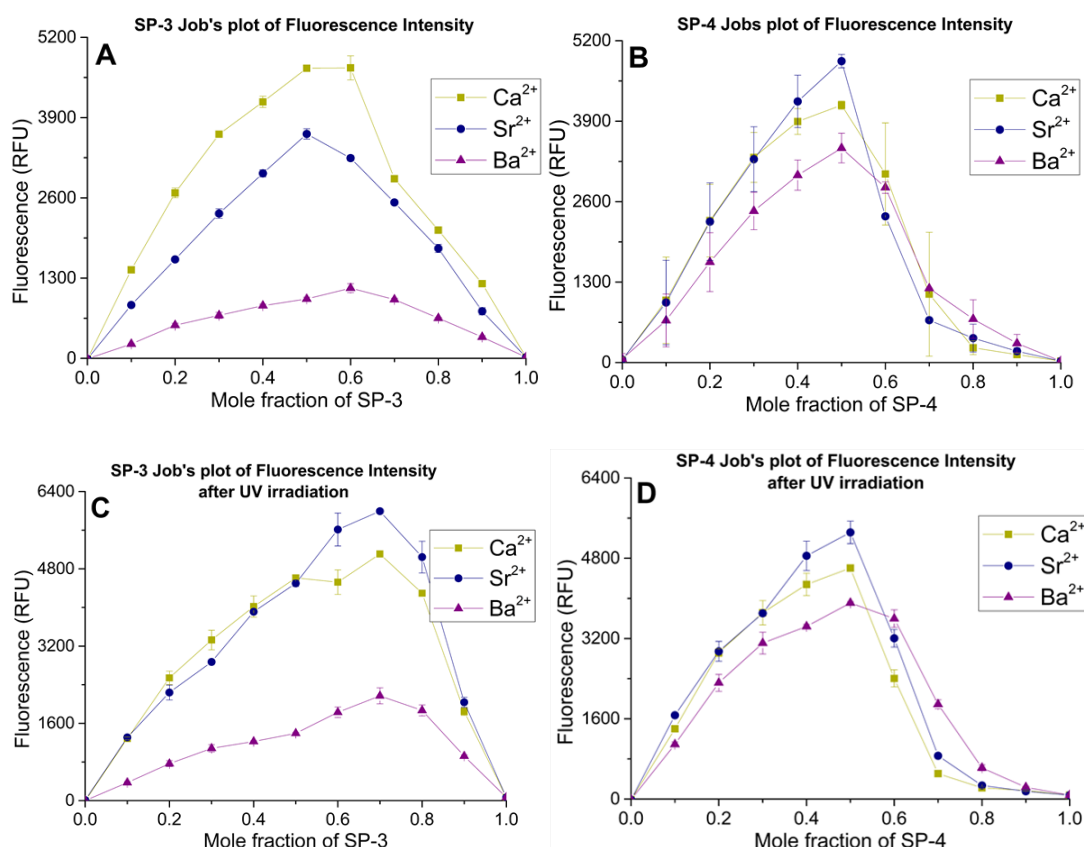 SP-3 Job's plot of Fluorescence Intensity
A
5200
3900
2600
1300
0
Fluorescence (RFU)
Ca²⁺
Sr²⁺
Ba²⁺
0.0 0.2 0.4 0.6 0.8 1.0
Mole fraction of SP-3
SP-4 Jobs plot of Fluorescence Intensity
B
5200
3900
2600
1300
0
Fluorescence (RFU)
Ca²⁺
Sr²⁺
Ba²⁺
0.0 0.2 0.4 0.6 0.8 1.0
Mole fraction of SP-4
SP-3 Job's plot of Fluorescence Intensity
after UV irradiation
C
6400
4800
3200
1600
0
Fluorescence (RFU)
Ca²⁺
Sr²⁺
Ba²⁺
0.0 0.2 0.4 0.6 0.8 1.0
Mole fraction of SP-3
SP-4 Job's plot of Fluorescence Intensity
after UV irradiation
D
6400
4800
3200
1600
0
Fluorescence (RFU)
Ca²⁺
Sr²⁺
Ba²⁺
0.0 0.2 0.4 0.6 0.8 1.0
Mole fraction of SP-4